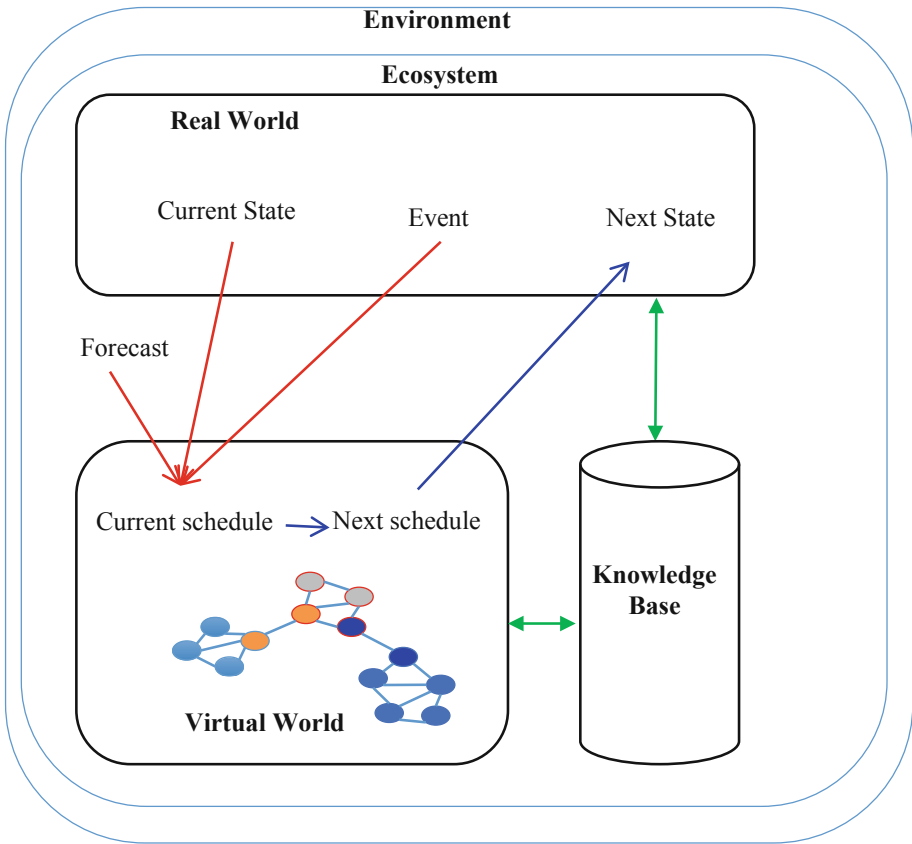 Environment
Ecosystem
Real World
Current State
Event
Next State
Forecast
Current schedule
Next schedule
Knowledge
Base
Virtual World